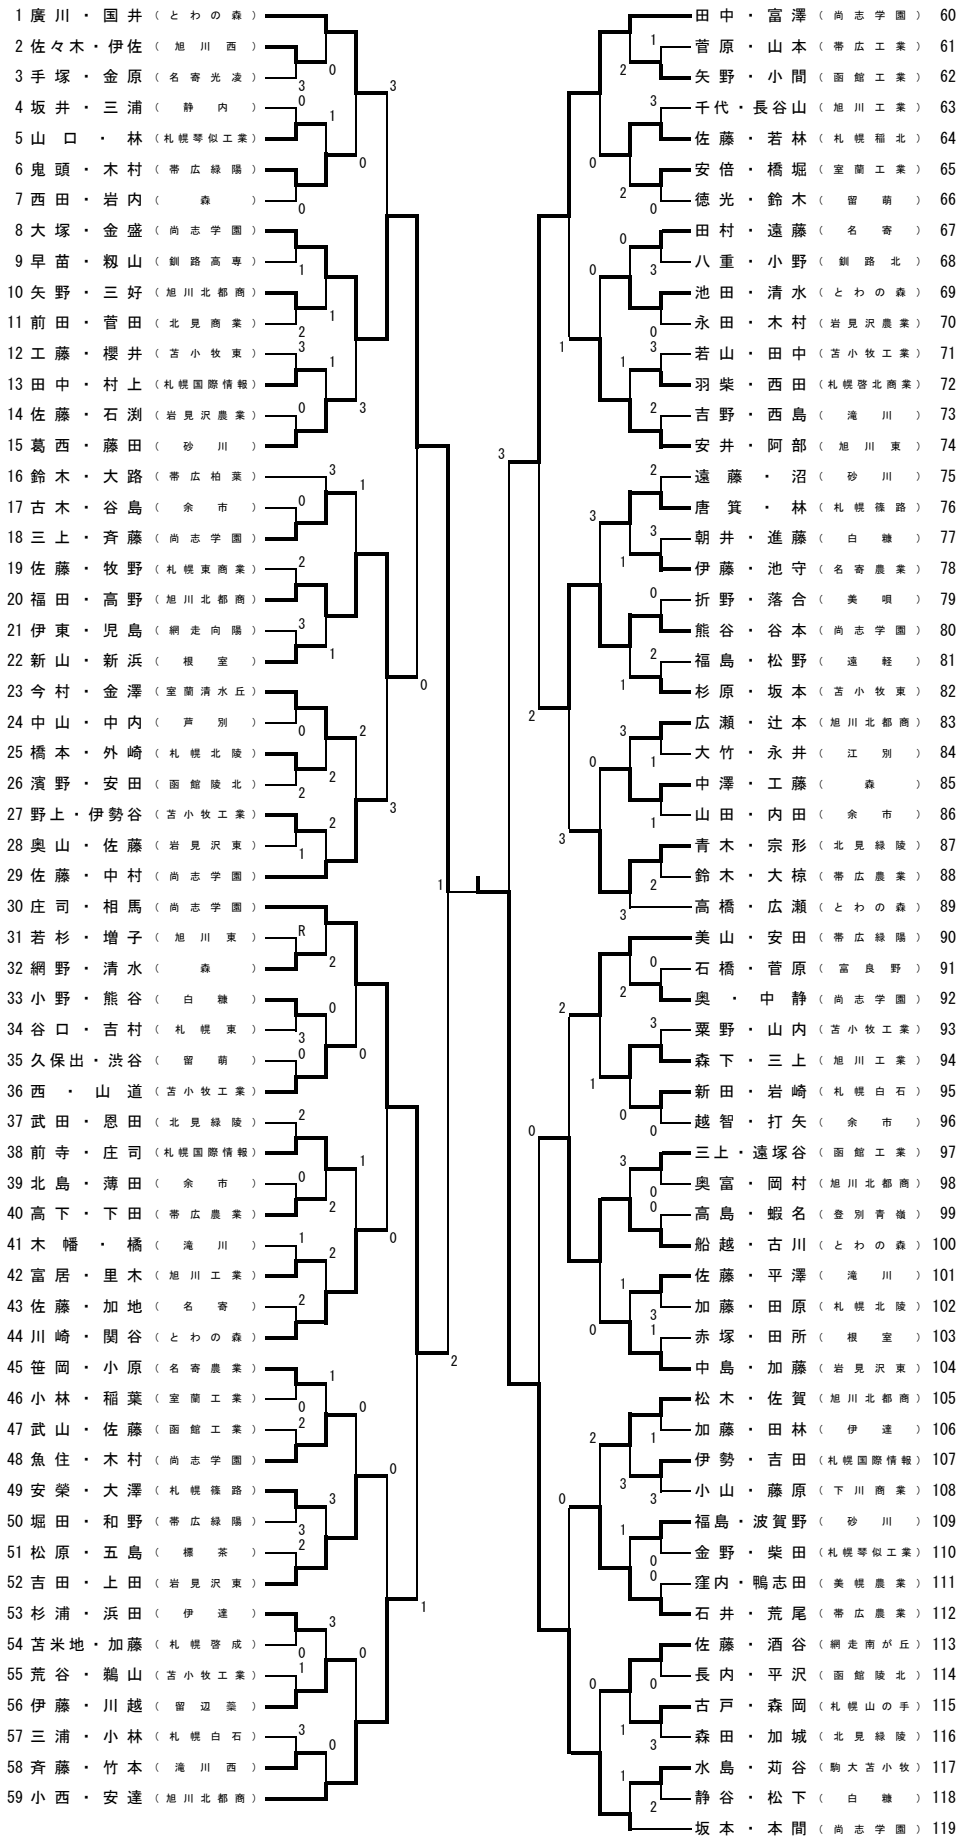 1 廣川・国井 （とわの森）
2 佐々木・伊佐 （旭川西）
3 手塚・金原 （名寄光凌）
4 坂井・三浦 （静内）
5 山口・林 （札幌琴似工業）
6 鬼頭・木村 （帯広緑陽）
7 西田・岩内 （森）
8 大塚・金盛 （尚志学園）
9 早苗・籾山 （釧路高専）
10 矢野・三好 （旭川北都商）
11 前田・菅田 （北見商業）
12 工藤・櫻井 （苫小牧東）
13 田中・村上 （札幌国際情報）
14 佐藤・石渕 （岩見沢農業）
15 葛西・藤田 （砂川）
16 鈴木・大路 （帯広柏葉）
17 古木・谷島 （余市）
18 三上・斉藤 （尚志学園）
19 佐藤・牧野 （札幌東商業）
20 福田・高野 （旭川北都商）
21 伊東・児島 （網走向陽）
22 新山・新浜 （根室）
23 今村・金澤 （室蘭清水丘）
24 中山・中内 （芦別）
25 橋本・外崎 （札幌北陵）
26 濱野・安田 （函館陵北）
27 野上・伊勢谷 （苫小牧工業）
28 奥山・佐藤 （岩見沢東）
29 佐藤・中村 （尚志学園）
30 庄司・相馬 （尚志学園）
31 若杉・増子 （旭川東）
32 網野・清水 （森）
33 小野・熊谷 （白糠）
34 谷口・吉村 （札幌東）
35 久保出・渋谷 （留萌）
36 西・山道 （苫小牧工業）
37 武田・恩田 （北見緑陵）
38 前寺・庄司 （札幌国際情報）
39 北島・薄田 （余市）
40 高下・下田 （帯広農業）
41 木幡・橘 （滝川）
42 富居・里木 （旭川工業）
43 佐藤・加地 （名寄）
44 川崎・関谷 （とわの森）
45 笹岡・小原 （名寄農業）
46 小林・稲葉 （室蘭工業）
47 武山・佐藤 （函館工業）
48 魚住・木村 （尚志学園）
49 安榮・大澤 （札幌篠路）
50 堀田・和野 （帯広緑陽）
51 松原・五島 （標茶）
52 吉田・上田 （岩見沢東）
53 杉浦・浜田 （伊達）
54 苫米地・加藤 （札幌啓成）
55 荒谷・鵜山 （苫小牧工業）
56 伊藤・川越 （留辺蘂）
57 三浦・小林 （札幌白石）
58 斉藤・竹本 （滝川西）
59 小西・安達 （旭川北都商）
田中・富澤 （尚志学園） 60
菅原・山本 （帯広工業） 61
矢野・小間 （函館工業） 62
千代・長谷山 （旭川工業） 63
佐藤・若林 （札幌稲北） 64
安倍・橋堀 （室蘭工業） 65
徳光・鈴木 （留萌） 66
田村・遠藤 （名寄） 67
八重・小野 （釧路北） 68
池田・清水 （とわの森） 69
永田・木村 （岩見沢農業） 70
若山・田中 （苫小牧工業） 71
羽柴・西田 （札幌啓北商業） 72
吉野・西島 （滝川） 73
安井・阿部 （旭川東） 74
遠藤・沼 （砂川） 75
唐箕・林 （札幌篠路） 76
朝井・進藤 （白糠） 77
伊藤・池守 （名寄農業） 78
折野・落合 （美唄） 79
熊谷・谷本 （尚志学園） 80
福島・松野 （遠軽） 81
杉原・坂本 （苫小牧東） 82
広瀬・辻本 （旭川北都商） 83
大竹・永井 （江別） 84
中澤・工藤 （森） 85
山田・内田 （余市） 86
青木・宗形 （北見緑陵） 87
鈴木・大椋 （帯広農業） 88
高橋・広瀬 （とわの森） 89
美山・安田 （帯広緑陽） 90
石橋・菅原 （富良野） 91
奥・中静 （尚志学園） 92
粟野・山内 （苫小牧工業） 93
森下・三上 （旭川工業） 94
新田・岩崎 （札幌白石） 95
越智・打矢 （余市） 96
三上・遠塚谷 （函館工業） 97
奥富・岡村 （旭川北都商） 98
高島・蝦名 （登別青嶺） 99
船越・古川 （とわの森） 100
佐藤・平澤 （滝川） 101
加藤・田原 （札幌北陵） 102
赤塚・田所 （根室） 103
中島・加藤 （岩見沢東） 104
松木・佐賀 （旭川北都商） 105
加藤・田林 （伊達） 106
伊勢・吉田 （札幌国際情報） 107
小山・藤原 （下川商業） 108
福島・波賀野 （砂川） 109
金野・柴田 （札幌琴似工業） 110
窪内・鴨志田 （美幌農業） 111
石井・荒尾 （帯広農業） 112
佐藤・酒谷 （網走南が丘） 113
長内・平沢 （函館陵北） 114
古戸・森岡 （札幌山の手） 115
森田・加城 （北見緑陵） 116
水島・苅谷 （駒大苫小牧） 117
静谷・松下 （白糠） 118
坂本・本間 （尚志学園） 119